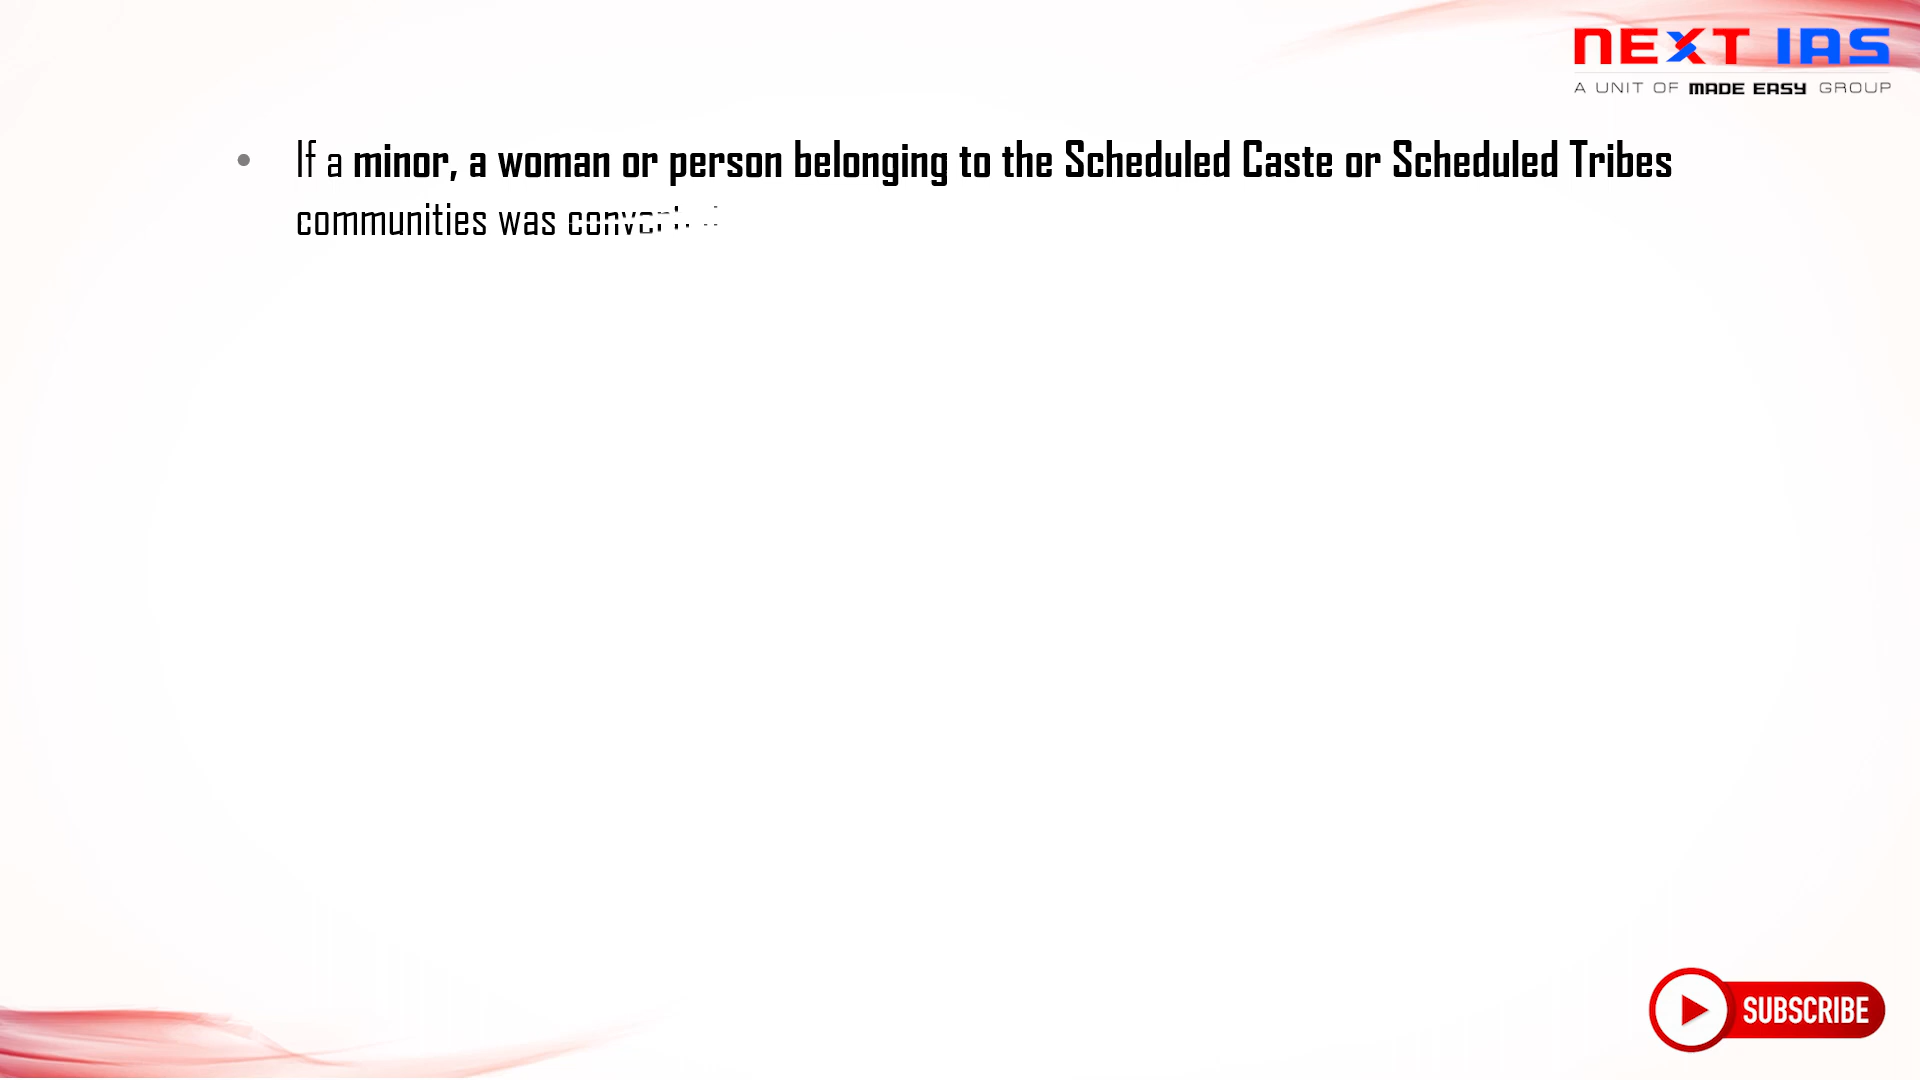 NEXT IAS
A UNIT OF MADE EASY GROUP
• If a minor, a woman or person belonging to the Scheduled Caste or Scheduled Tribes
communities was
SUBSCRIBE